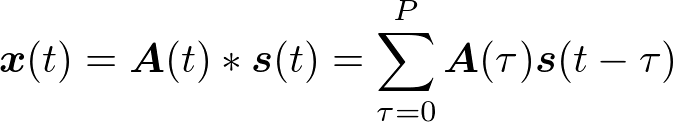 𝒙(t) = 𝑨(t) ∗ 𝒔(t) = ∑_{τ=0}^{P} 𝑨(τ)𝒔(t − τ)